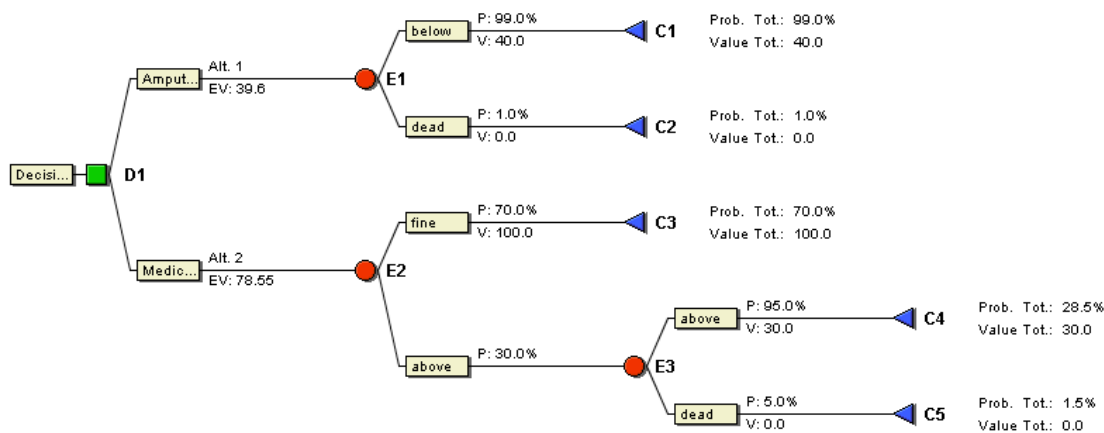 below
P: 99.0%
V: 40.0
C1
Prob. Tot.: 99.0%
Value Tot.: 40.0
Amput...
Alt. 1
EV: 39.6
E1
dead
P: 1.0%
V: 0.0
C2
Prob. Tot.: 1.0%
Value Tot.: 0.0
Decisi...
D1
fine
P: 70.0%
V: 100.0
C3
Prob. Tot.: 70.0%
Value Tot.: 100.0
Medic...
Alt. 2
EV: 78.55
E2
above
P: 95.0%
V: 30.0
C4
Prob. Tot.: 28.5%
Value Tot.: 30.0
above
P: 30.0%
E3
dead
P: 5.0%
V: 0.0
C5
Prob. Tot.: 1.5%
Value Tot.: 0.0